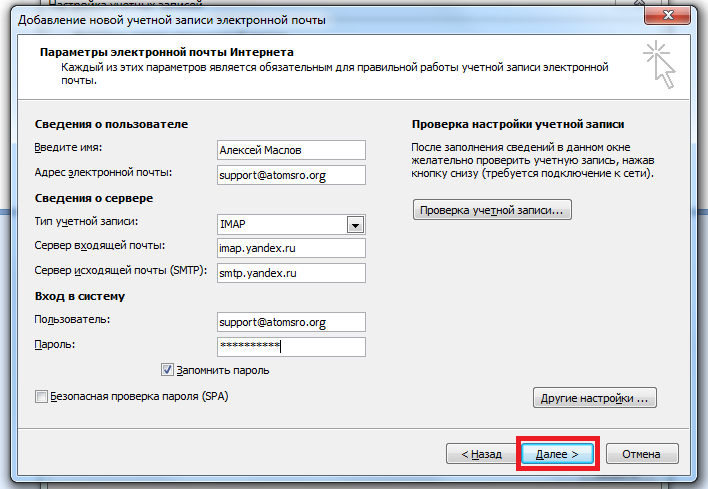 Настройка учетных записей
Добавление новой учетной записи электронной почты
Параметры электронной почты Интернета
Каждый из этих параметров является обязательным для правильной работы учетной записи электронной
почты.
Сведения о пользователе
Введите имя:
Алексей Маслов
Адрес электронной почты:
support@atomsro.org
Сведения о сервере
Тип учетной записи:
IMAP
Сервер входящей почты:
imap.yandex.ru
Сервер исходящей почты (SMTP):
smtp.yandex.ru
Вход в систему
Пользователь:
support@atomsro.org
Пароль:
**********
Запомнить пароль
Безопасная проверка пароля (SPA)
Проверка настройки учетной записи
После заполнения сведений в данном окне
желательно проверить учетную запись, нажав
кнопку снизу (требуется подключение к сети).
Проверка учетной записи...
Другие настройки ...
< Назад
Далее >
Отмена